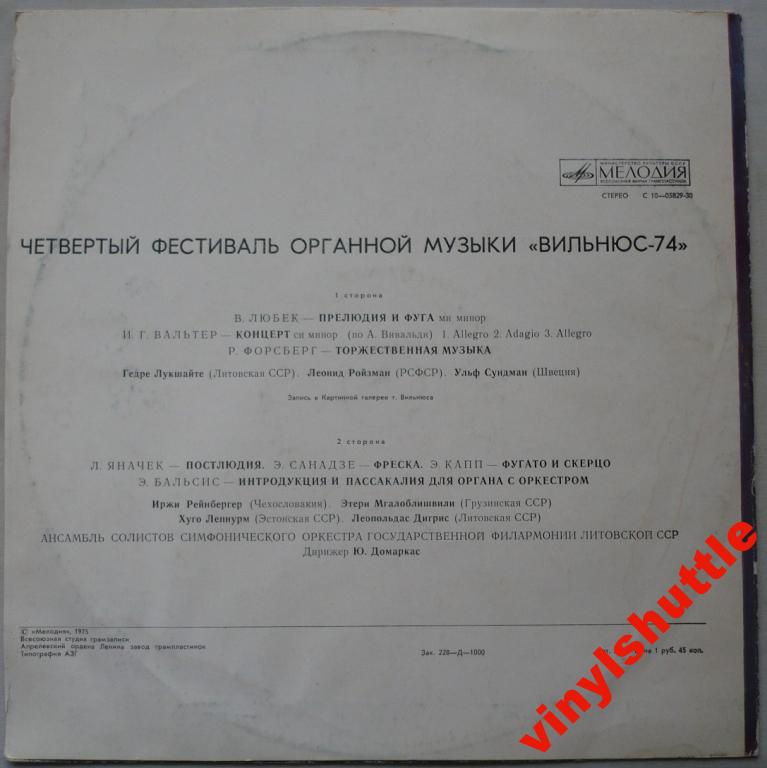 МИНИСТЕРСТВО КУЛЬТУРЫ СССР
МЕЛОДИЯ
ВСЕСОЮЗНАЯ ФИРМА ГРАМПЛАСТИНОК
СТЕРЕО С 10—05829-30
ЧЕТВЕРТЫЙ ФЕСТИВАЛЬ ОРГАННОЙ МУЗЫКИ «ВИЛЬНЮС-74»
1 сторона
В. ЛЮБЕК — ПРЕЛЮДИЯ И ФУГА ми минор
И. Г. ВАЛЬТЕР — КОНЦЕРТ си минор (по А. Вивальди) 1. Allegro 2. Adagio 3. Allegro
Р. ФОРСБЕРГ — ТОРЖЕСТВЕННАЯ МУЗЫКА
Гедре Лукшайте (Литовская ССР). Леонид Ройзман (РСФСР). Ульф Сундман (Швеция)
Запись в Картинной галерее г. Вильнюса
2 сторона
Л. ЯНАЧЕК — ПОСТЛЮДИЯ. Э. САНАДЗЕ — ФРЕСКА. Э. КАПП — ФУГАТО И СКЕРЦО
Э. БАЛЬСИС — ИНТРОДУКЦИЯ И ПАССАКАЛИЯ ДЛЯ ОРГАНА С ОРКЕСТРОМ
Иржи Рейнбергер (Чехословакия). Этери Мгалоблишвили (Грузинская ССР)
Хуго Лепнурм (Эстонская ССР). Леопольдас Дигрис (Литовская ССР)
АНСАМБЛЬ СОЛИСТОВ СИМФОНИЧЕСКОГО ОРКЕСТРА ГОСУДАРСТВЕННОЙ ФИЛАРМОНИИ ЛИТОВСКОЙ ССР
Дирижер Ю. Домаркас
© «Мелодия», 1975
Всесоюзная студия грамзаписи
Апрелевский ордена Ленина завод грампластинок
Типография АЗГ
Зак. 228—Д—1000
1 руб. 45 коп.
vinylshuttle